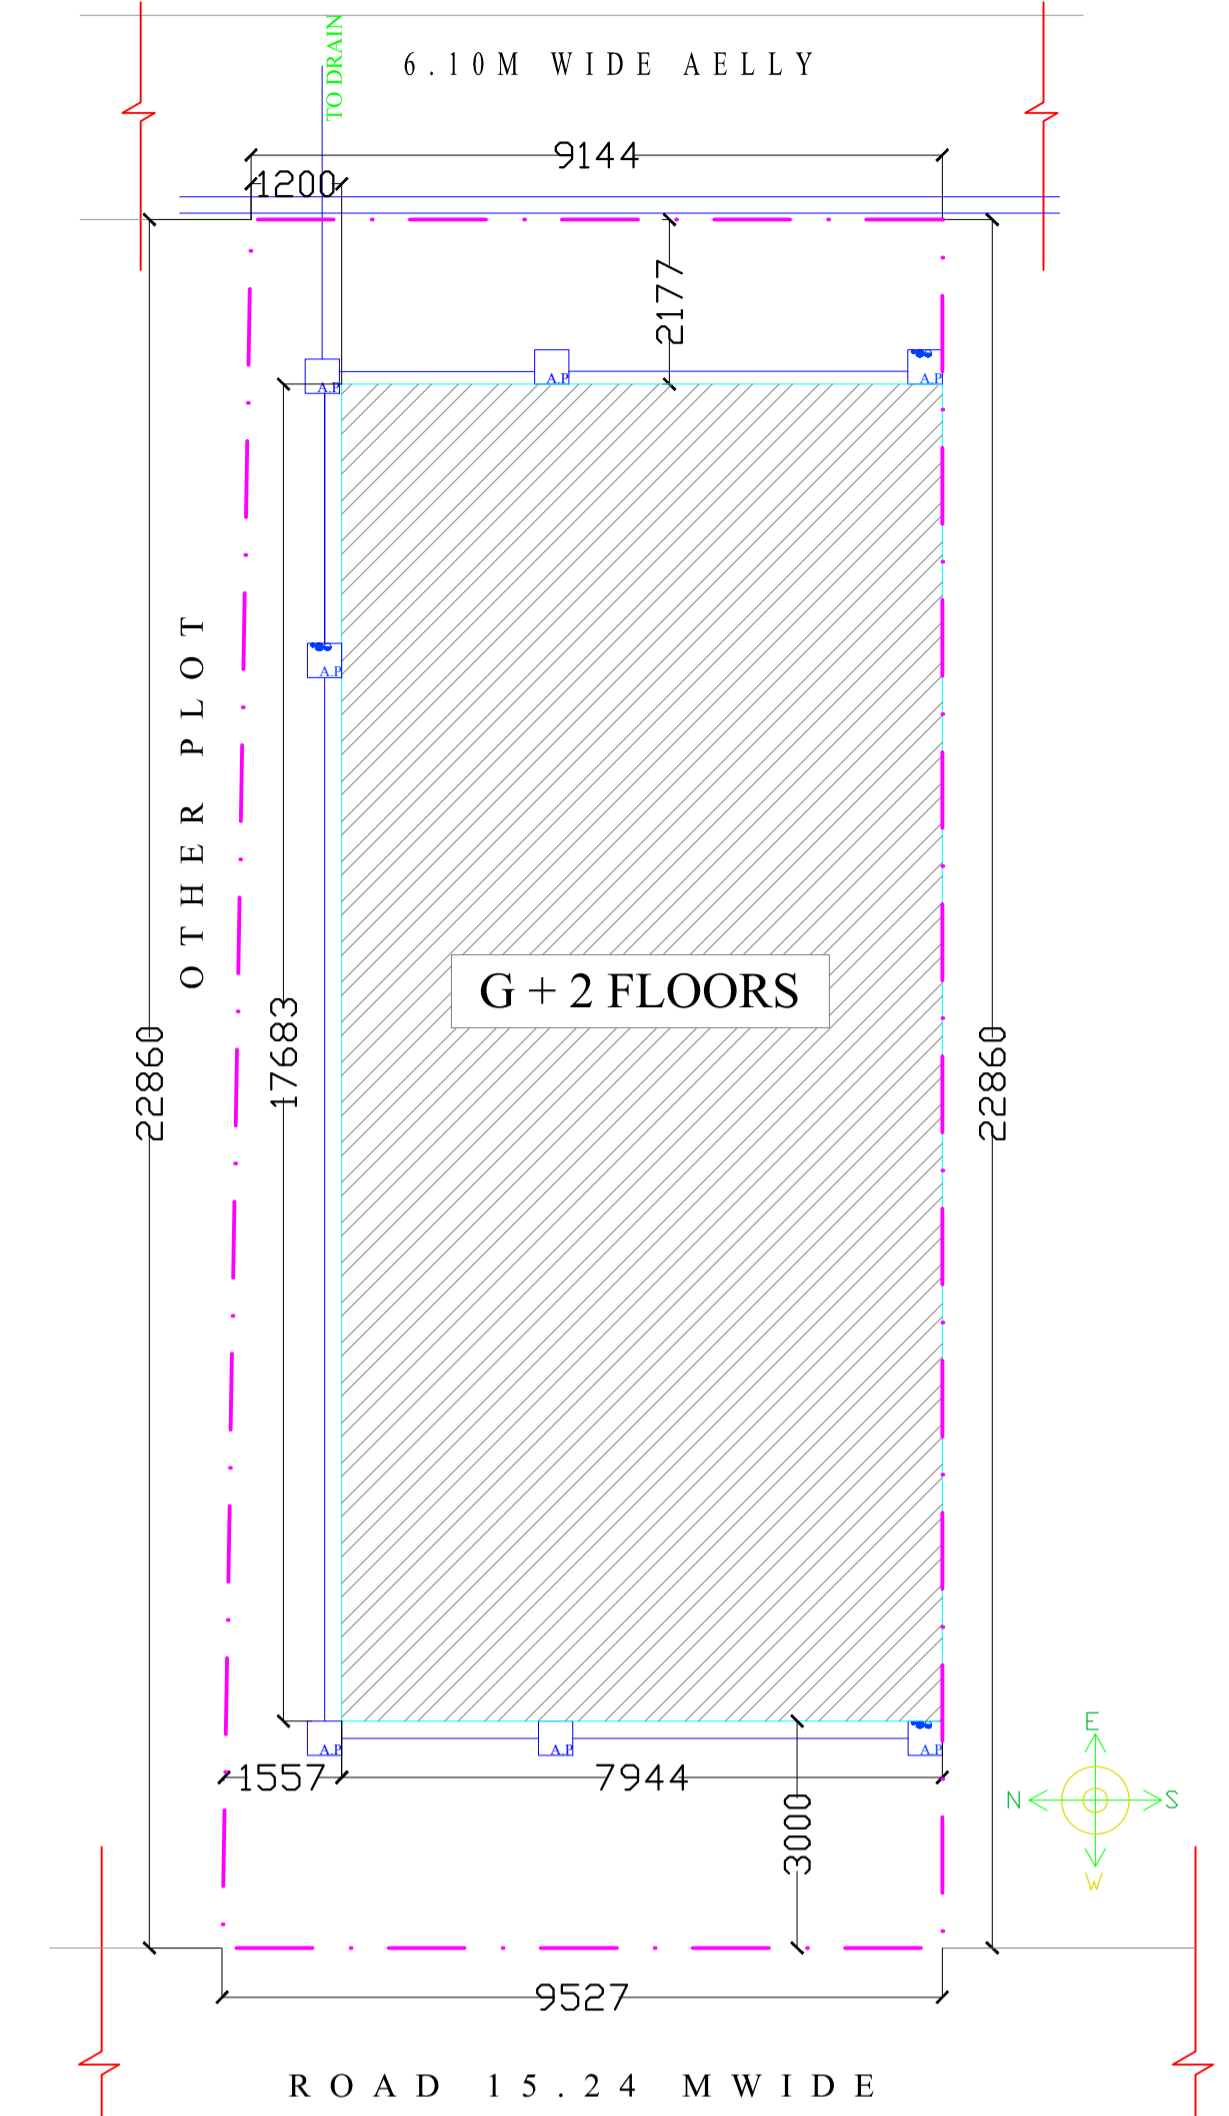 TO DRAIN
6.10M WIDE AELLY
9144
1200
2177
A.P
A.P
A.P
OTHER PLOT
A.P
G + 2 FLOORS
22860
17683
22860
A.P
A.P
A.P
1557
7944
3000
E
N
S
W
9527
ROAD 15.24 MWIDE